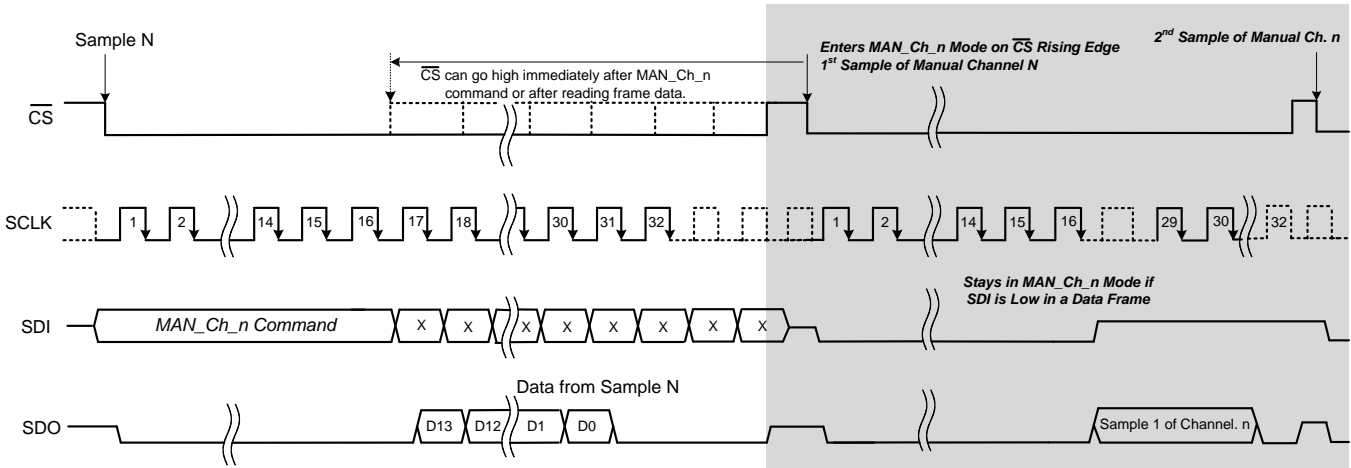 Sample N
Enters MAN_Ch_n Mode on CS Rising Edge
1st Sample of Manual Channel N
2nd Sample of Manual Ch. n
CS can go high immediately after MAN_Ch_n
command or after reading frame data.
CS
SCLK
1 2 14 15 16 17 18 30 31 32 1 2 14 15 16 29 30 32
Stays in MAN_Ch_n Mode if
SDI is Low in a Data Frame
SDI
MAN_Ch_n Command X X X X X X X X
Data from Sample N
SDO
D13 D12 D1 D0 Sample 1 of Channel. n